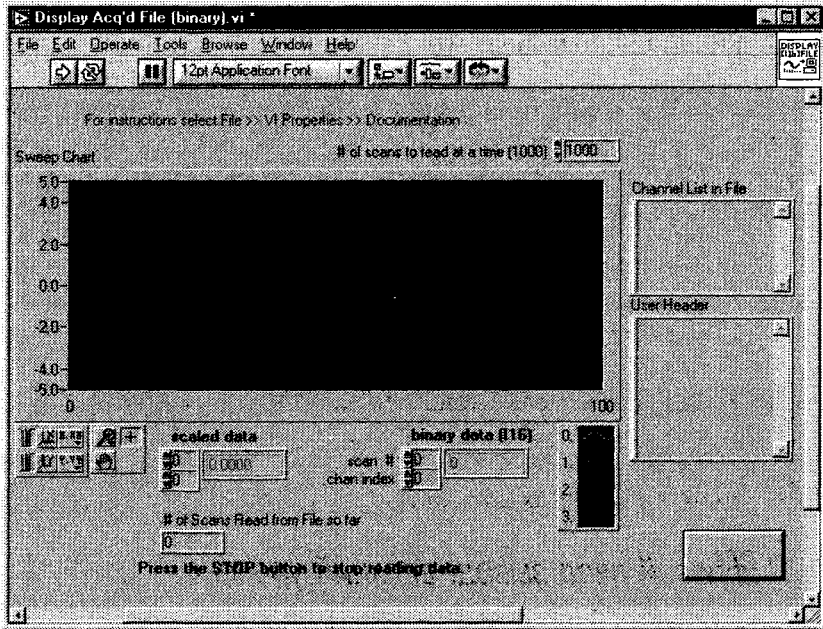 Display Acq'd File (binary).vi *
File Edit Operate Tools Browse Window Help
12pt Application Font
DISPLAY
FILE
For instructions select File >> VI Properties >> Documentation
# of scans to read at a time (1000) 1000
Sweep Chart
5.0
4.0
2.0
0.0
-2.0
-4.0
-5.0
0 100
Channel List in File
User Header
scaled data
0 0.0000
0
binary data (I16)
scan # 0 0
chan index 0
0.
1.
2.
3.
# of Scans Read from File so far
0
Press the STOP button to stop reading data.